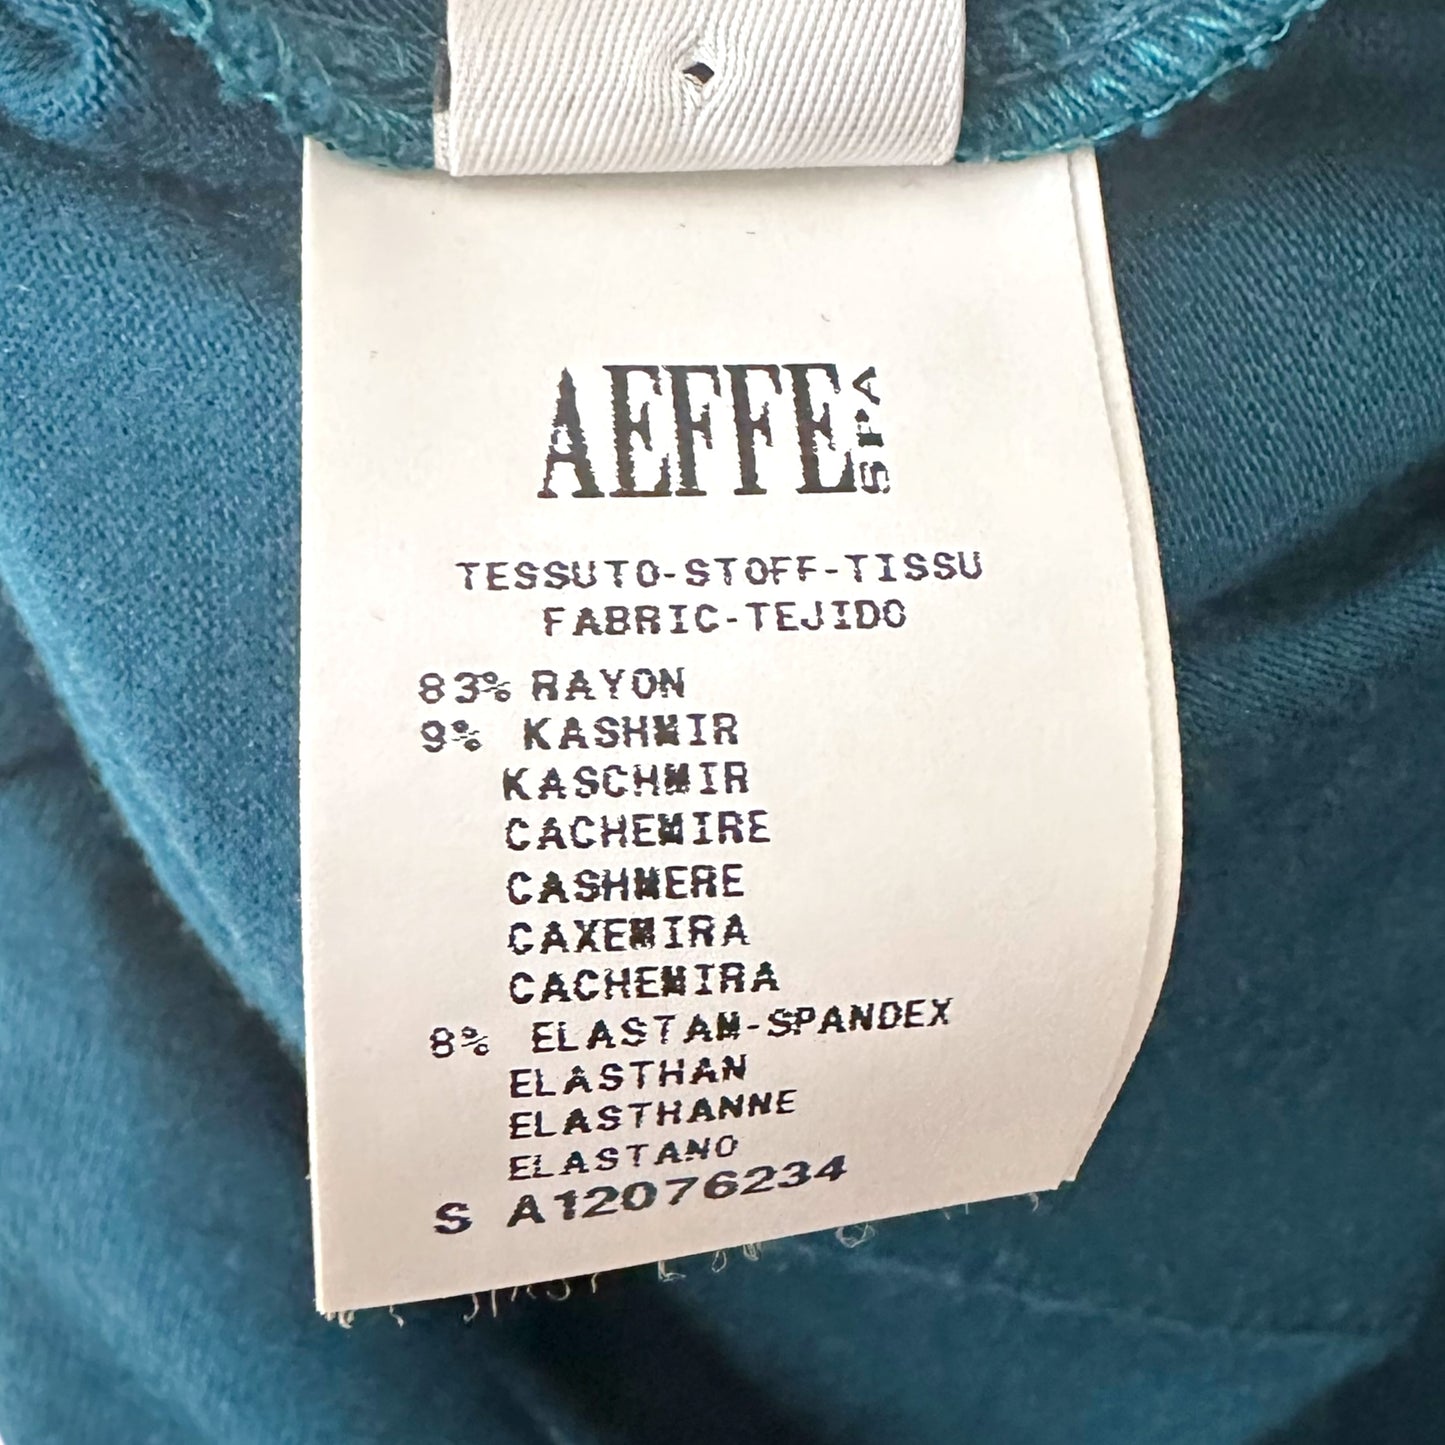 AEFFE SPA
TESSUTO-STOFF-TISSU
FABRIC-TEJIDO
83% RAYON
9% KASHMIR
KASCHMIR
CACHEMIRE
CASHMERE
CAXEMIRA
CACHEMIRA
8% ELASTAM-SPANDEX
ELASTHAN
ELASTHANNE
ELASTANO
S A12076234